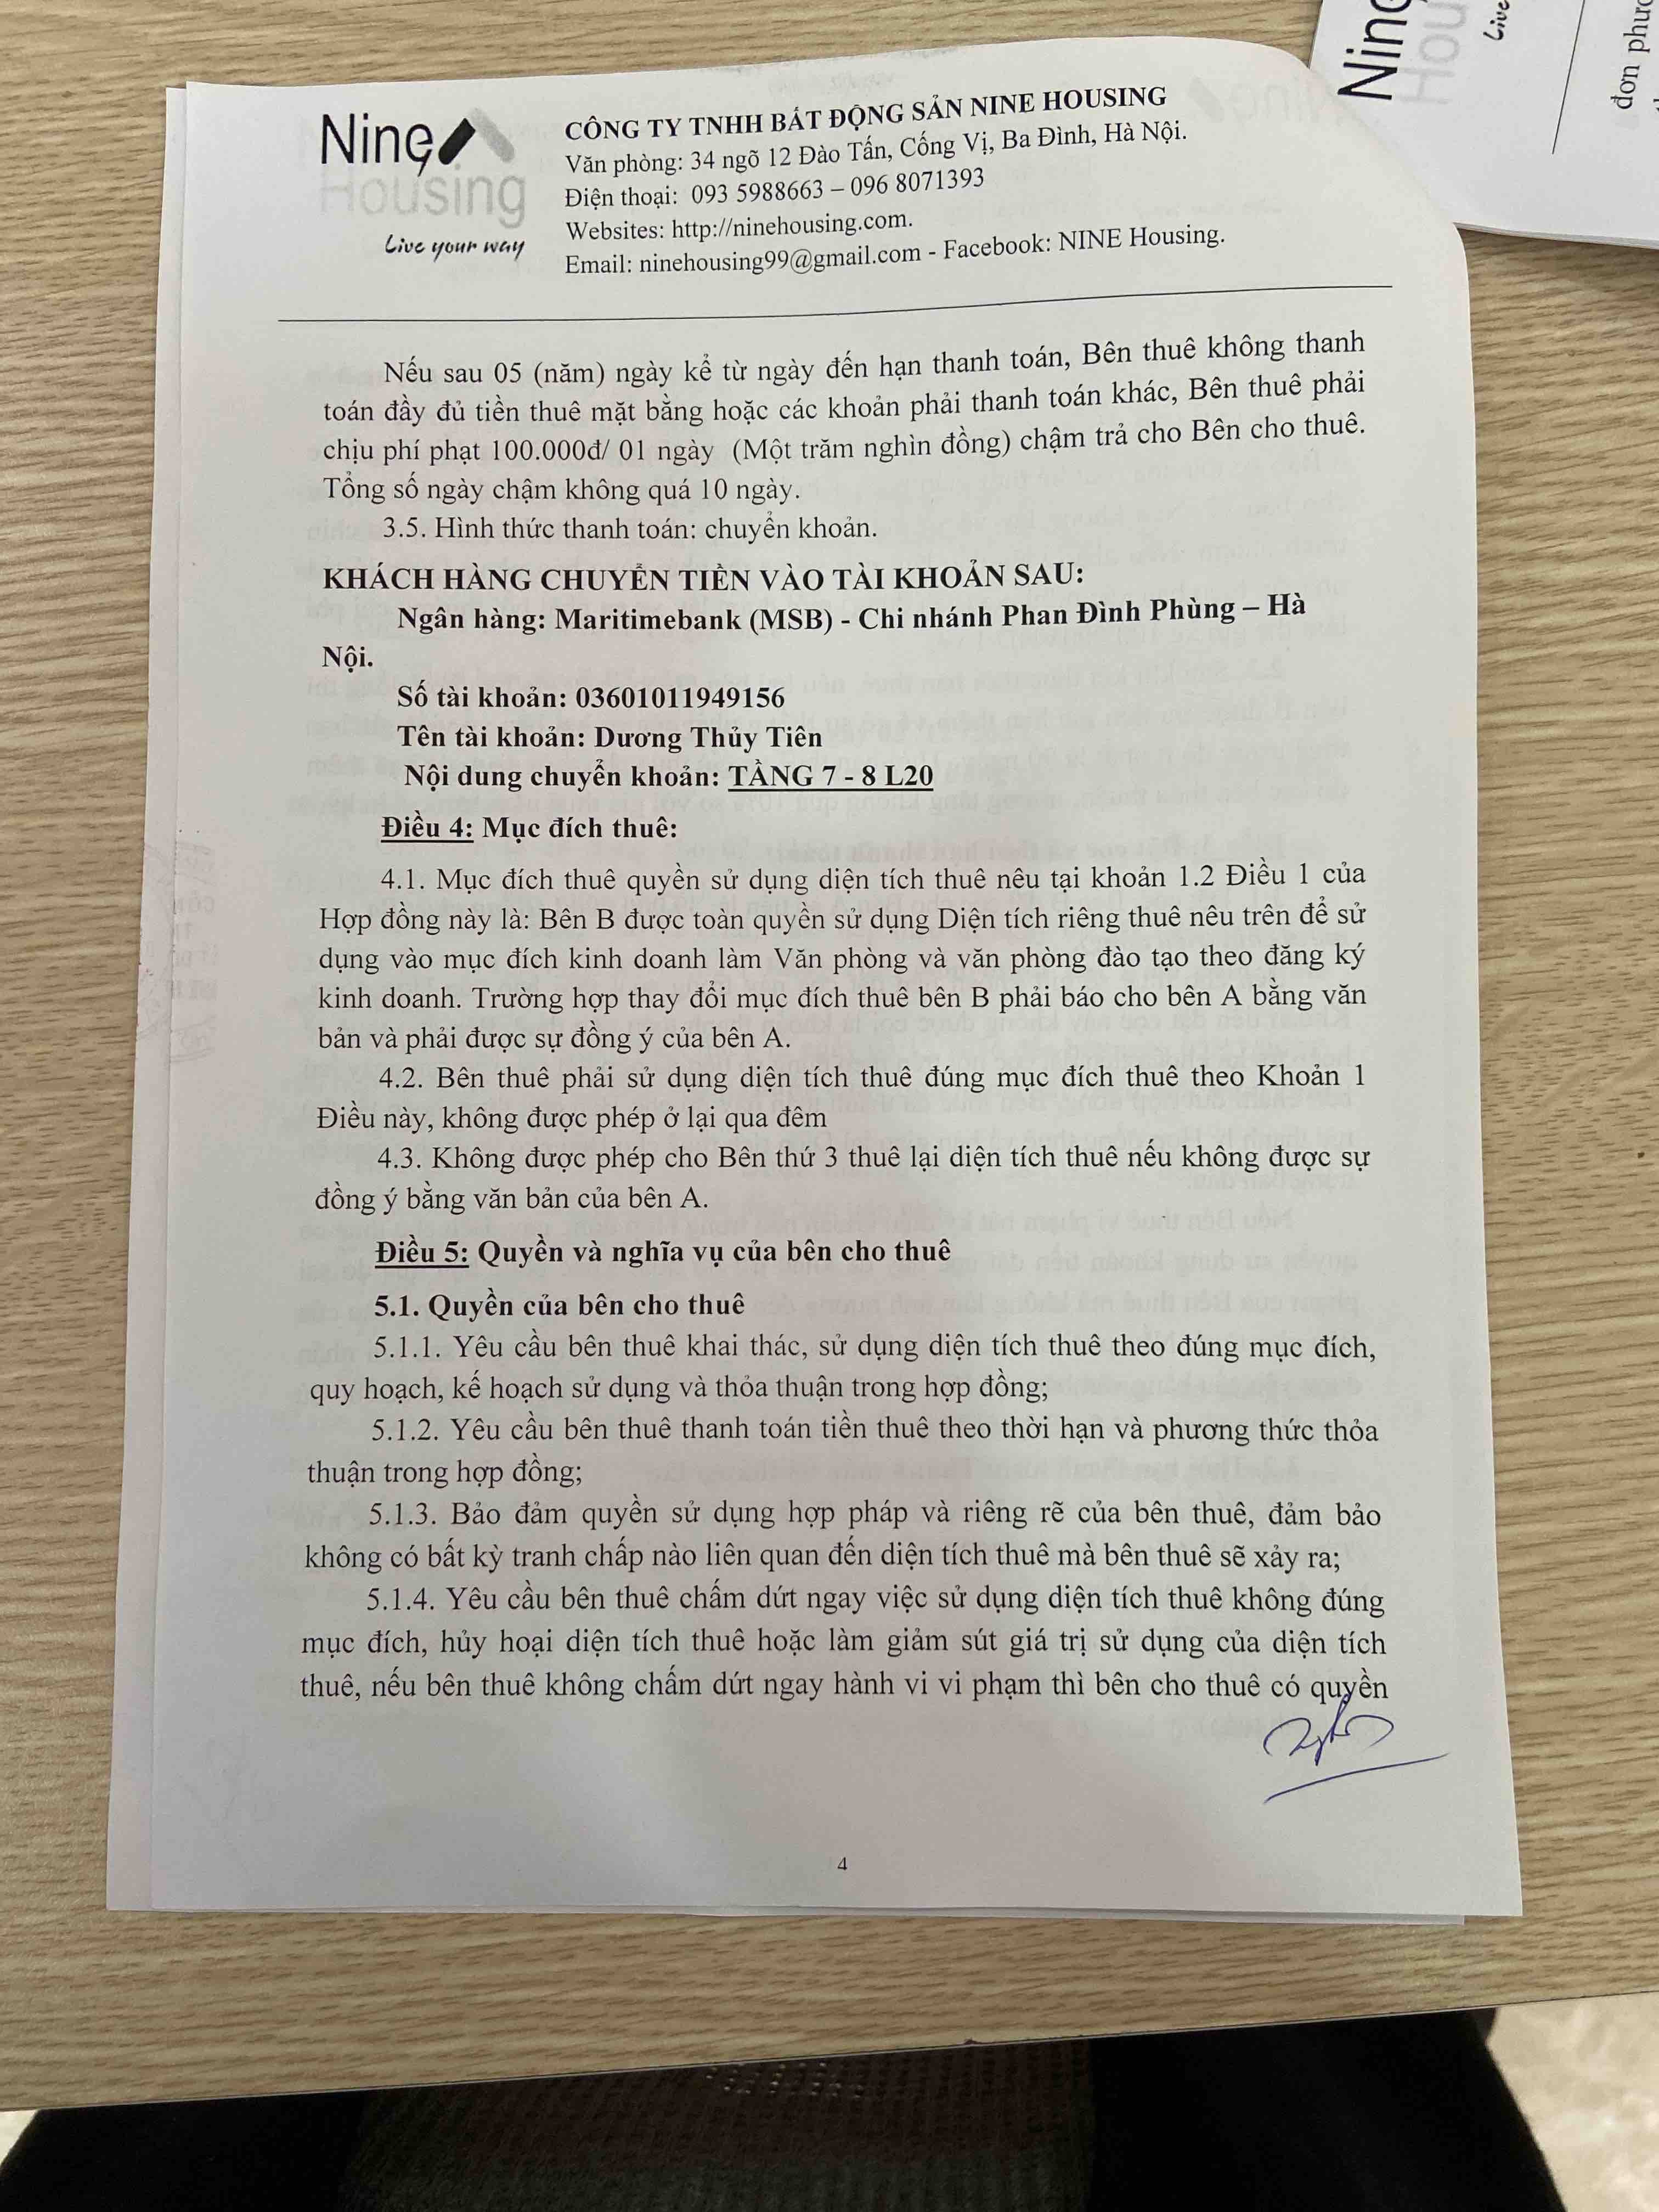 Nine
Housing
Live your way
CÔNG TY TNHH BẤT ĐỘNG SẢN NINE HOUSING
Văn phòng: 34 ngõ 12 Đào Tấn, Cống Vị, Ba Đình, Hà Nội.
Điện thoại: 093 5988663 – 096 8071393
Websites: http://ninehousing.com.
Email: ninehousing99@gmail.com - Facebook: NINE Housing.
Nếu sau 05 (năm) ngày kể từ ngày đến hạn thanh toán, Bên thuê không thanh
toán đầy đủ tiền thuê mặt bằng hoặc các khoản phải thanh toán khác, Bên thuê phải
chịu phí phạt 100.000đ/ 01 ngày (Một trăm nghìn đồng) chậm trả cho Bên cho thuê.
Tổng số ngày chậm không quá 10 ngày.
3.5. Hình thức thanh toán: chuyển khoản.
KHÁCH HÀNG CHUYỂN TIỀN VÀO TÀI KHOẢN SAU:
Ngân hàng: Maritimebank (MSB) - Chi nhánh Phan Đình Phùng – Hà
Nội.
Số tài khoản: 03601011949156
Tên tài khoản: Dương Thủy Tiên
Nội dung chuyển khoản: TẦNG 7 - 8 L20
Điều 4: Mục đích thuê:
4.1. Mục đích thuê quyền sử dụng diện tích thuê nêu tại khoản 1.2 Điều 1 của
Hợp đồng này là: Bên B được toàn quyền sử dụng Diện tích riêng thuê nêu trên để sử
dụng vào mục đích kinh doanh làm Văn phòng và văn phòng đào tạo theo đăng ký
kinh doanh. Trường hợp thay đổi mục đích thuê bên B phải báo cho bên A bằng văn
bản và phải được sự đồng ý của bên A.
4.2. Bên thuê phải sử dụng diện tích thuê đúng mục đích thuê theo Khoản 1
Điều này, không được phép ở lại qua đêm
4.3. Không được phép cho Bên thứ 3 thuê lại diện tích thuê nếu không được sự
đồng ý bằng văn bản của bên A.
Điều 5: Quyền và nghĩa vụ của bên cho thuê
5.1. Quyền của bên cho thuê
5.1.1. Yêu cầu bên thuê khai thác, sử dụng diện tích thuê theo đúng mục đích,
quy hoạch, kế hoạch sử dụng và thỏa thuận trong hợp đồng;
5.1.2. Yêu cầu bên thuê thanh toán tiền thuê theo thời hạn và phương thức thỏa
thuận trong hợp đồng;
5.1.3. Bảo đảm quyền sử dụng hợp pháp và riêng rẽ của bên thuê, đảm bảo
không có bất kỳ tranh chấp nào liên quan đến diện tích thuê mà bên thuê sẽ xảy ra;
5.1.4. Yêu cầu bên thuê chấm dứt ngay việc sử dụng diện tích thuê không đúng
mục đích, hủy hoại diện tích thuê hoặc làm giảm sút giá trị sử dụng của diện tích
thuê, nếu bên thuê không chấm dứt ngay hành vi vi phạm thì bên cho thuê có quyền
4
Live
đơn